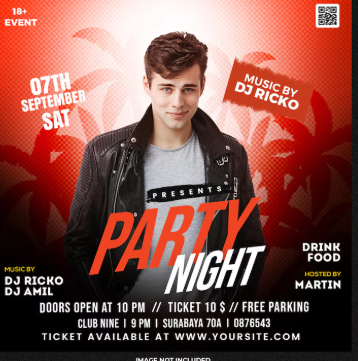 18+
EVENT
07TH
SEPTEMBER
SAT
MUSIC BY
DJ RICKO
PRESENTS
PARTY
NIGHT
MUSIC BY
DJ RICKO
DJ AMIL
DRINK
FOOD
HOSTED BY
MARTIN
DOORS OPEN AT 10 PM // TICKET 10 $ // FREE PARKING
CLUB NINE I 9 PM I SURABAYA 70A I 0876543
TICKET AVAILABLE AT WWW.YOURSITE.COM
IMAGE NOT INCLUDED